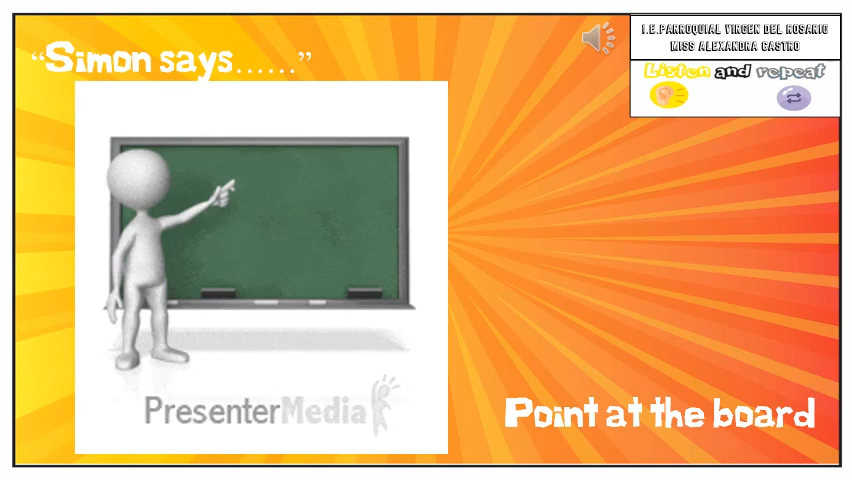 “Simon says……”
I.E.PARROQUIAL VIRGEN DEL ROSARIO
MISS ALEXANDRA CASTRO
Listen and repeat
PresenterMedia
Point at the board